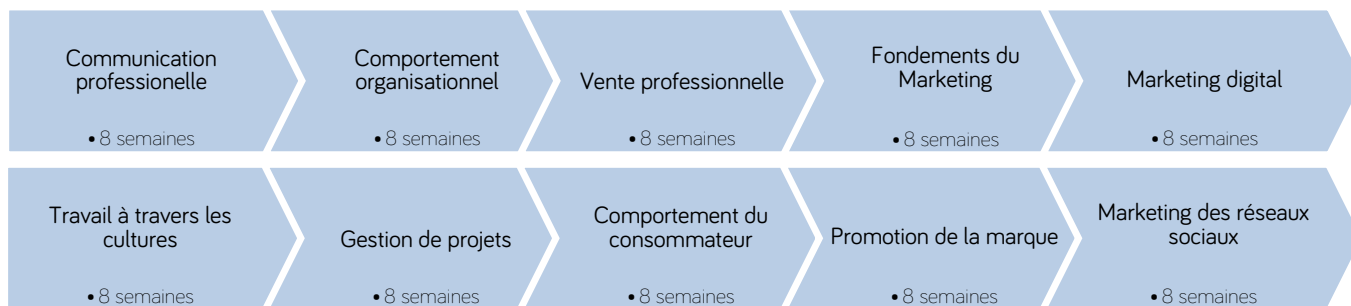 Communication
professionelle
• 8 semaines
Comportement
organisationnel
• 8 semaines
Vente professionnelle
• 8 semaines
Fondements du
Marketing
• 8 semaines
Marketing digital
• 8 semaines
Travail à travers les
cultures
• 8 semaines
Gestion de projets
• 8 semaines
Comportement du
consommateur
• 8 semaines
Promotion de la marque
• 8 semaines
Marketing des réseaux
sociaux
• 8 semaines